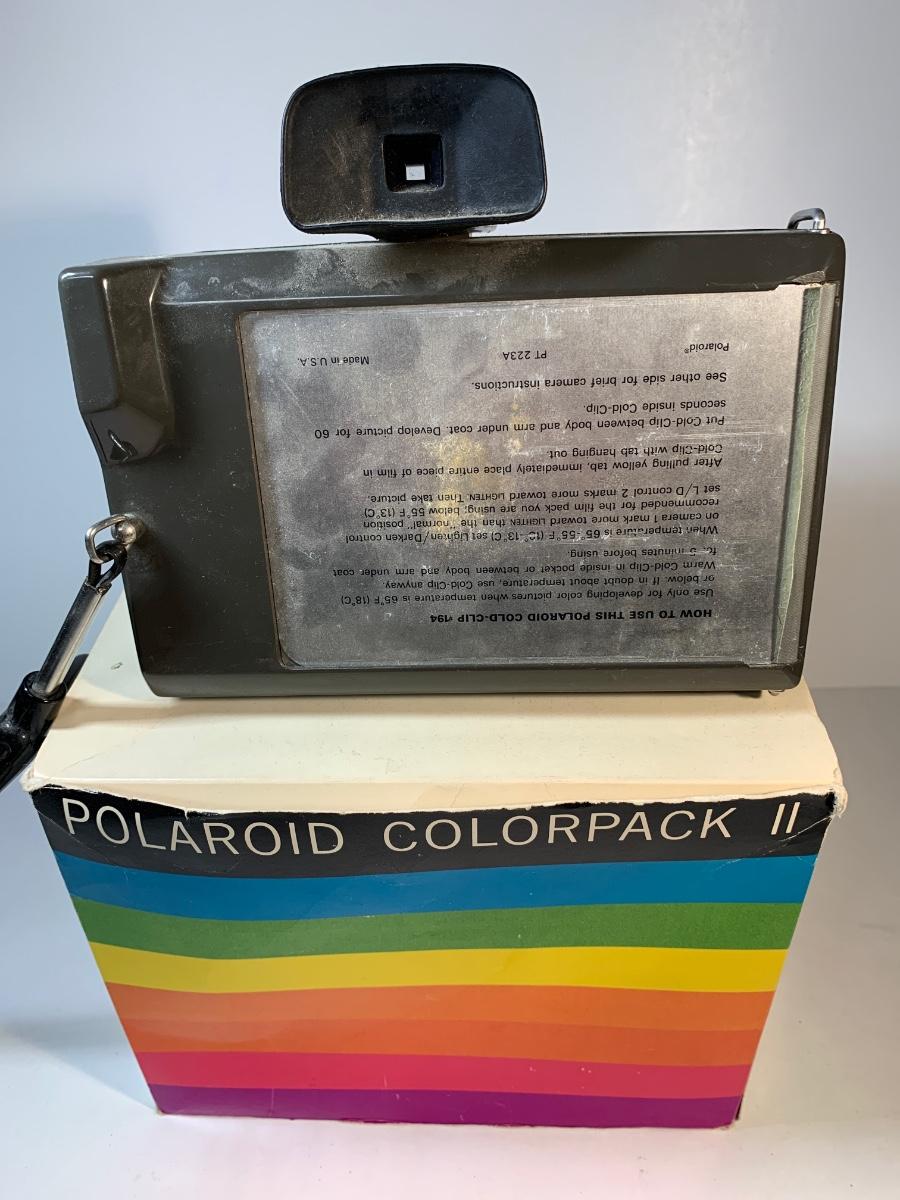 HOW TO USE THIS POLAROID COLD-CLIP #194
Use only for developing color pictures when temperature is 65°F (18°C)
or below. If in doubt about temperature, use Cold-Clip anyway.
Warm Cold-Clip in inside pocket or between body and arm under coat
for 5 minutes before using.
When temperature is 65°-55°F (18°-13°C) set Lighten/Darken control
on camera 1 mark more toward LIGHTEN than the "normal" position
recommended for the film pack you are using; below 55°F (13°C)
set L/D control 2 marks more toward LIGHTEN. Then take picture.
After pulling yellow tab, immediately place entire piece of film in
Cold-Clip with tab hanging out.
Put Cold-Clip between body and arm under coat. Develop picture for 60
seconds inside Cold-Clip.
See other side for brief camera instructions.
Polaroid® PT 223A Made in U.S.A.
POLAROID COLORPACK II